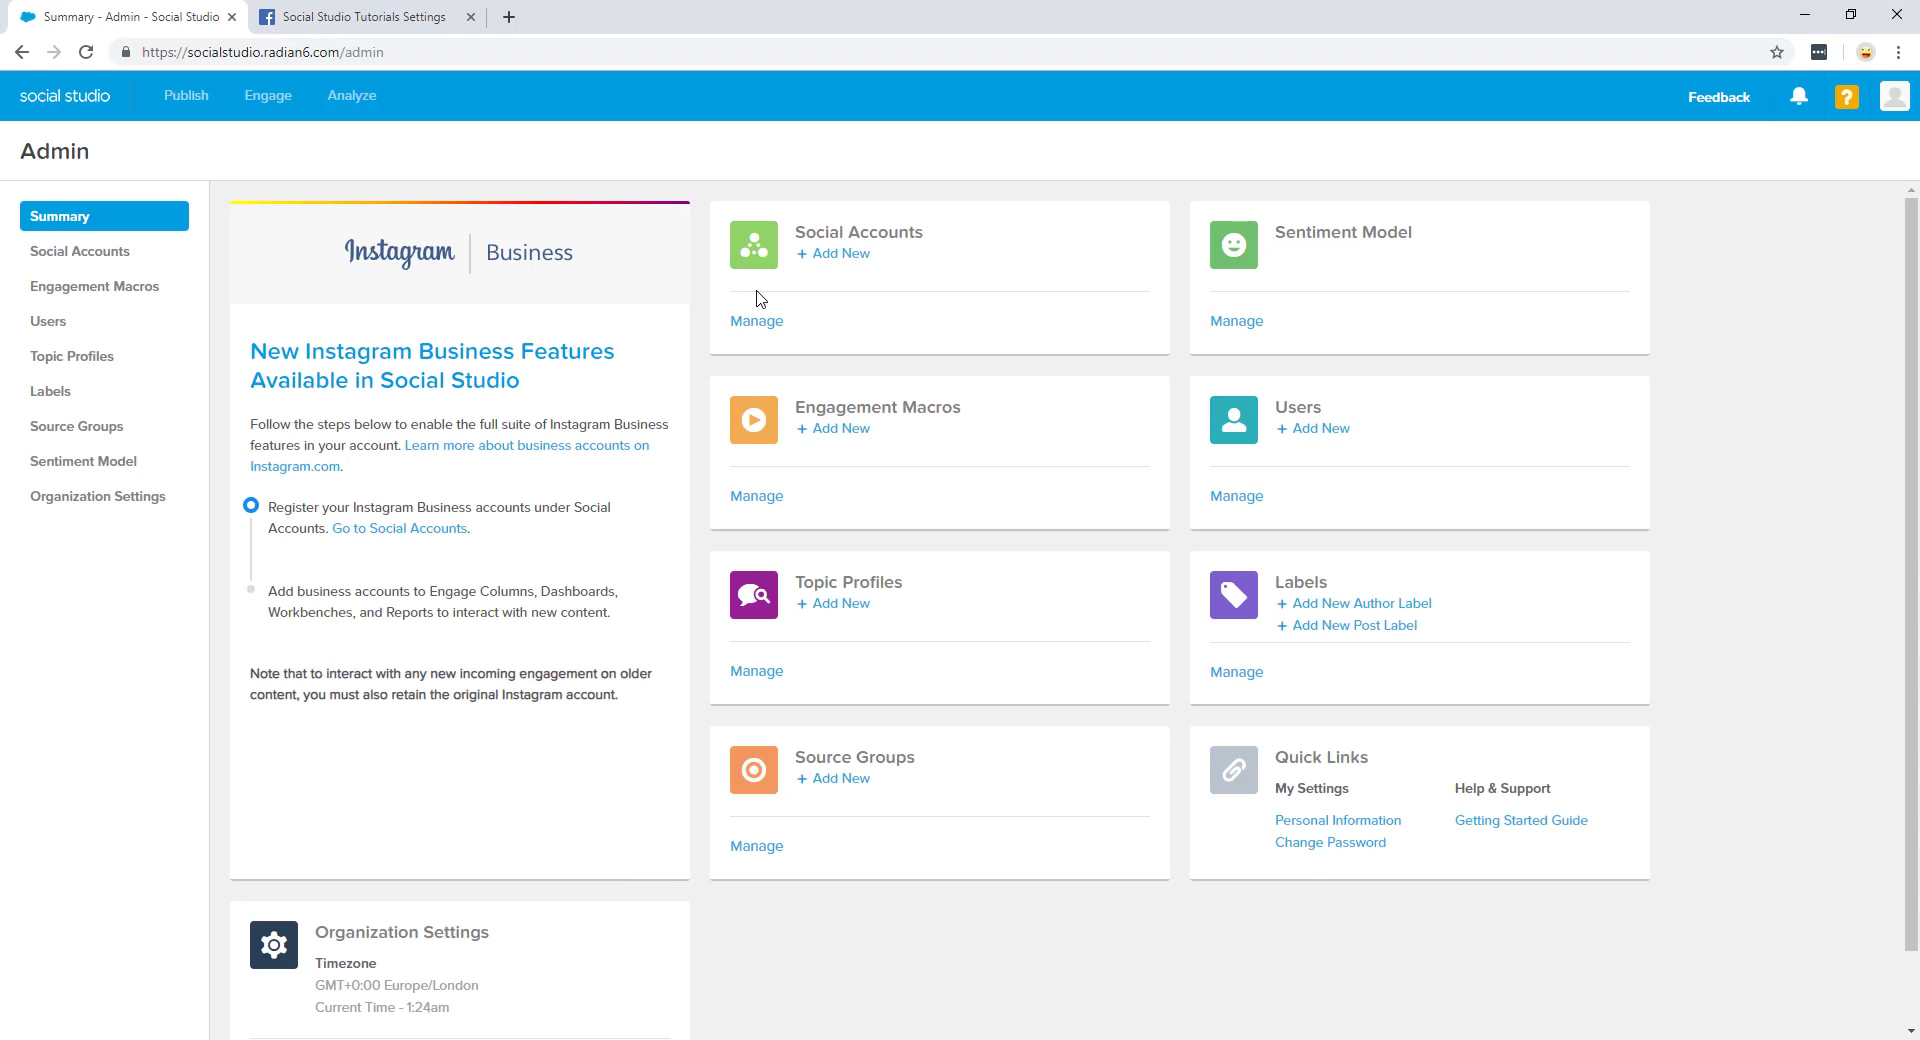 Summary - Admin - Social Studio
Social Studio Tutorials Settings
https://socialstudio.radian6.com/admin
social studio
Publish
Engage
Analyze
Feedback
?
Admin
Summary
Social Accounts
Engagement Macros
Users
Topic Profiles
Labels
Source Groups
Sentiment Model
Organization Settings
Instagram | Business
New Instagram Business Features
Available in Social Studio
Follow the steps below to enable the full suite of Instagram Business
features in your account. Learn more about business accounts on
Instagram.com.
Register your Instagram Business accounts under Social
Accounts. Go to Social Accounts.
Add business accounts to Engage Columns, Dashboards,
Workbenches, and Reports to interact with new content.
Note that to interact with any new incoming engagement on older
content, you must also retain the original Instagram account.
Social Accounts
+ Add New
Manage
Sentiment Model
Manage
Engagement Macros
+ Add New
Manage
Users
+ Add New
Manage
Topic Profiles
+ Add New
Manage
Labels
+ Add New Author Label
+ Add New Post Label
Manage
Source Groups
+ Add New
Manage
Quick Links
My Settings
Personal Information
Change Password
Help & Support
Getting Started Guide
Organization Settings
Timezone
GMT+0:00 Europe/London
Current Time - 1:24am